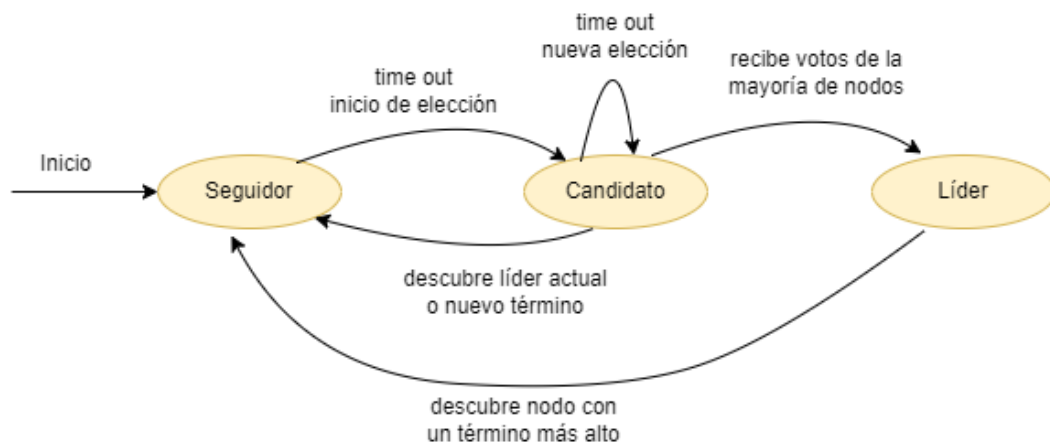 time out
nueva elección
recibe votos de la
mayoría de nodos
time out
inicio de elección
Inicio
Seguidor
Candidato
Líder
descubre líder actual
o nuevo término
descubre nodo con
un término más alto